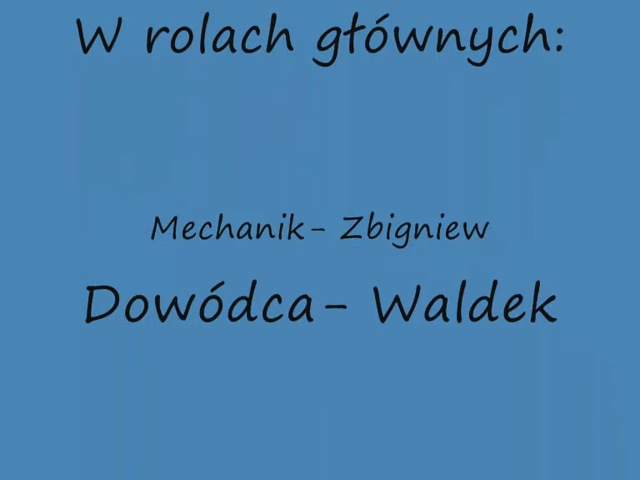 W rolach głównych:
Mechanik- Zbigniew
Dowódca- Waldek